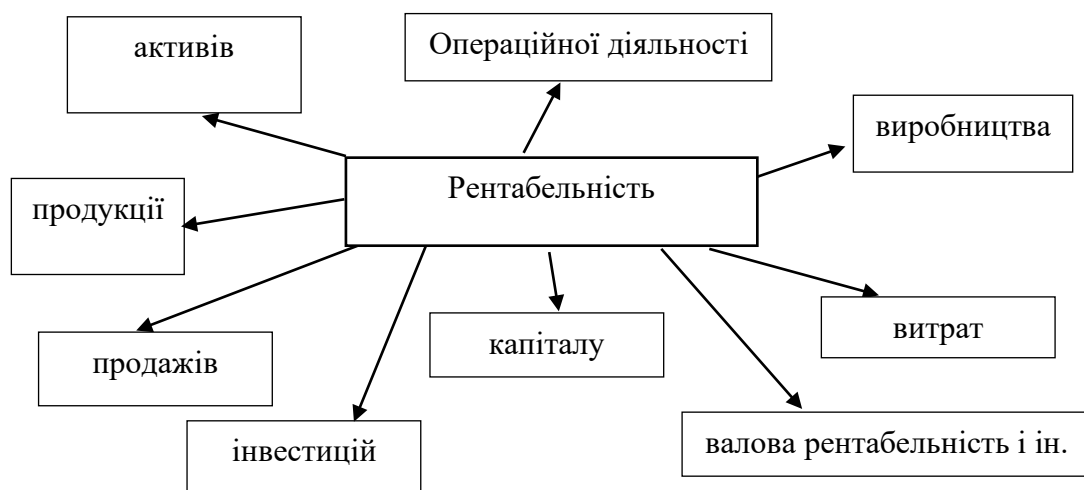 активів
Операційної діяльності
виробництва
Рентабельність
продукції
витрат
капіталу
продажів
інвестицій
валова рентабельність і ін.